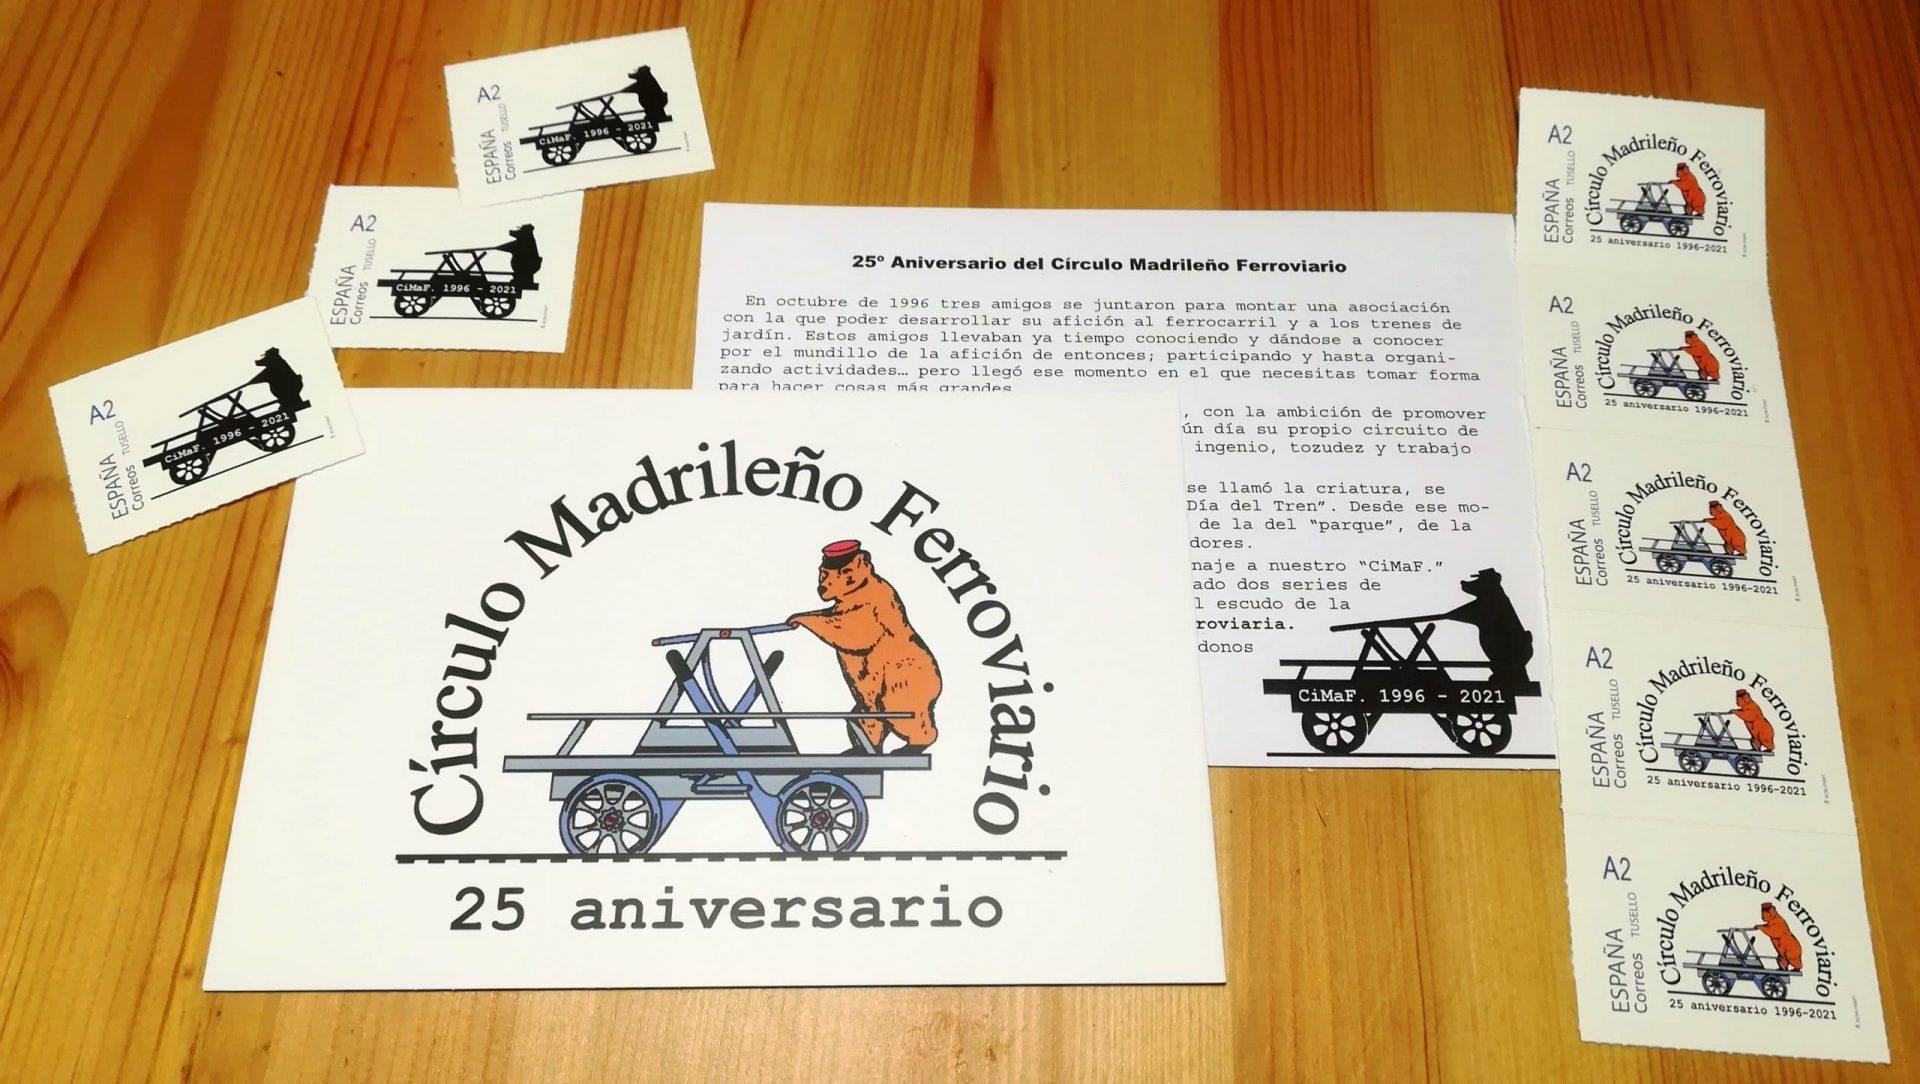 A2
ESPAÑA
Correos TUSELLO
CiMaF. 1996 - 2021
A2
ESPAÑA
Correos TUSELLO
CiMaF. 1996 - 2021
A2
ESPAÑA
Correos TUSELLO
CiMaF. 1996 - 2021
25º Aniversario del Círculo Madrileño Ferroviario
En octubre de 1996 tres amigos se juntaron para montar una asociación
con la que poder desarrollar su afición al ferrocarril y a los trenes de
jardín. Estos amigos llevaban ya tiempo conociendo y dándose a conocer
por el mundillo de la afición de entonces; participando y hasta organi-
zando actividades… pero llegó ese momento en el que necesitas tomar forma
para hacer cosas más grandes
, con la ambición de promover
ún día su propio circuito de
ingenio, tozudez y trabajo
se llamó la criatura, se
Día del Tren”. Desde ese mo-
de la del “parque”, de la
dores.
naje a nuestro “CiMaF.”
ado dos series de
l escudo de la
roviaria.
donos
CiMaF. 1996 - 2021
Círculo Madrileño Ferroviario
25 aniversario
A2
ESPAÑA
Correos TUSELLO
Círculo Madrileño Ferroviario
25 aniversario 1996-2021
A2
ESPAÑA
Correos TUSELLO
Círculo Madrileño Ferroviario
25 aniversario 1996-2021
A2
ESPAÑA
Correos TUSELLO
Círculo Madrileño Ferroviario
25 aniversario 1996-2021
A2
ESPAÑA
Correos TUSELLO
Círculo Madrileño Ferroviario
25 aniversario 1996-2021
A2
ESPAÑA
Correos TUSELLO
Círculo Madrileño Ferroviario
25 aniversario 1996-2021